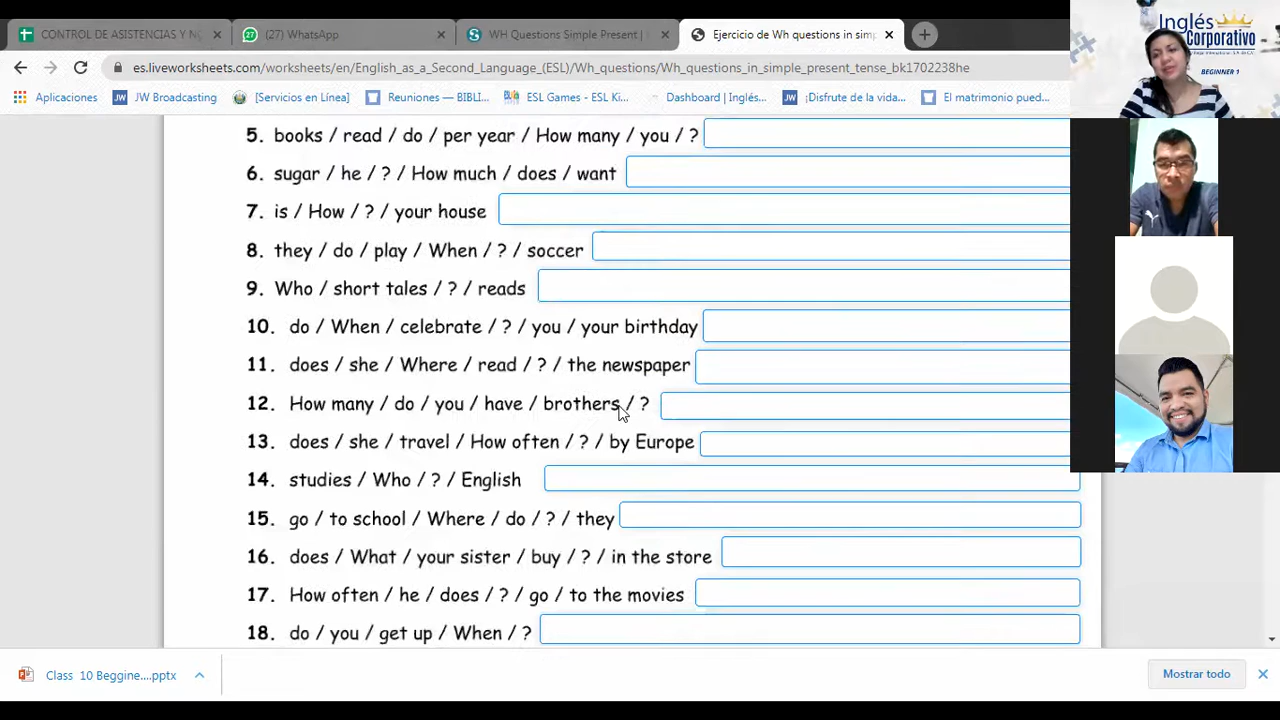 CONTROL DE ASISTENCIAS Y N
(27) WhatsApp
WH Questions Simple Present |
Ejercicio de Wh questions in simp
es.liveworksheets.com/worksheets/en/English_as_a_Second_Language_(ESL)/Wh_questions/Wh_questions_in_simple_present_tense_bk1702238he
Aplicaciones
JW Broadcasting
[Servicios en Línea]
Reuniones — BIBLI...
ESL Games - ESL Ki...
Dashboard | Inglés...
¡Disfrute de la vida...
El matrimonio pued...
Inglés
Corporativo
BEGINNER 1
5. books / read / do / per year / How many / you / ?
6. sugar / he / ? / How much / does / want
7. is / How / ? / your house
8. they / do / play / When / ? / soccer
9. Who / short tales / ? / reads
10. do / When / celebrate / ? / you / your birthday
11. does / she / Where / read / ? / the newspaper
12. How many / do / you / have / brothers / ?
13. does / she / travel / How often / ? / by Europe
14. studies / Who / ? / English
15. go / to school / Where / do / ? / they
16. does / What / your sister / buy / ? / in the store
17. How often / he / does / ? / go / to the movies
18. do / you / get up / When / ?
Class 10 Beggine....pptx
Mostrar todo